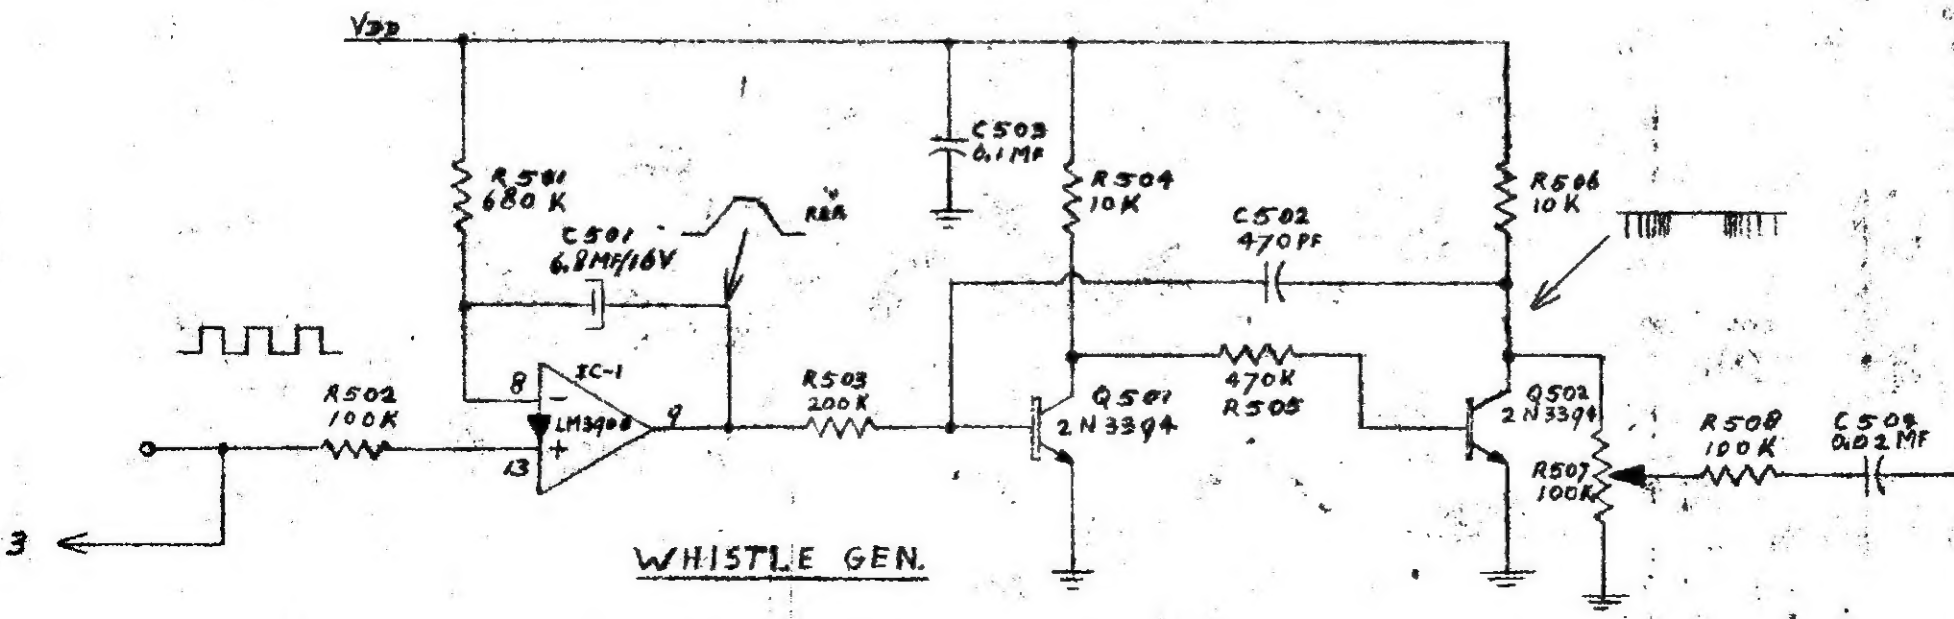 VDD
R501
680K
C501
6.8MF/16V
C503
0.1MF
R504
10K
C502
470PF
R506
10K
IC-1
8
-
LM3900
+
13
9
R502
100K
R503
200K
470K
R505
Q501
2N3394
Q502
2N3394
R507
100K
R508
100K
C504
0.02MF
3
WHISTLE GEN.